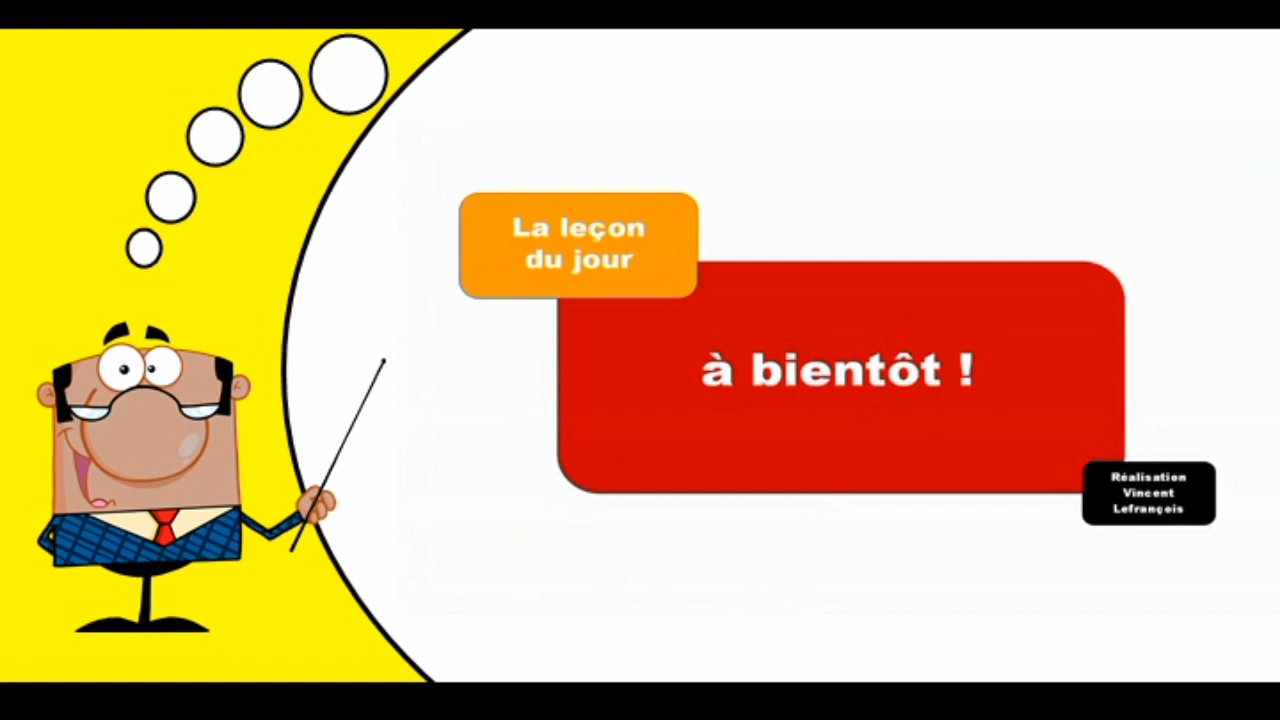 La leçon
du jour
à bientôt !
Réalisation
Vincent
Lefrançois